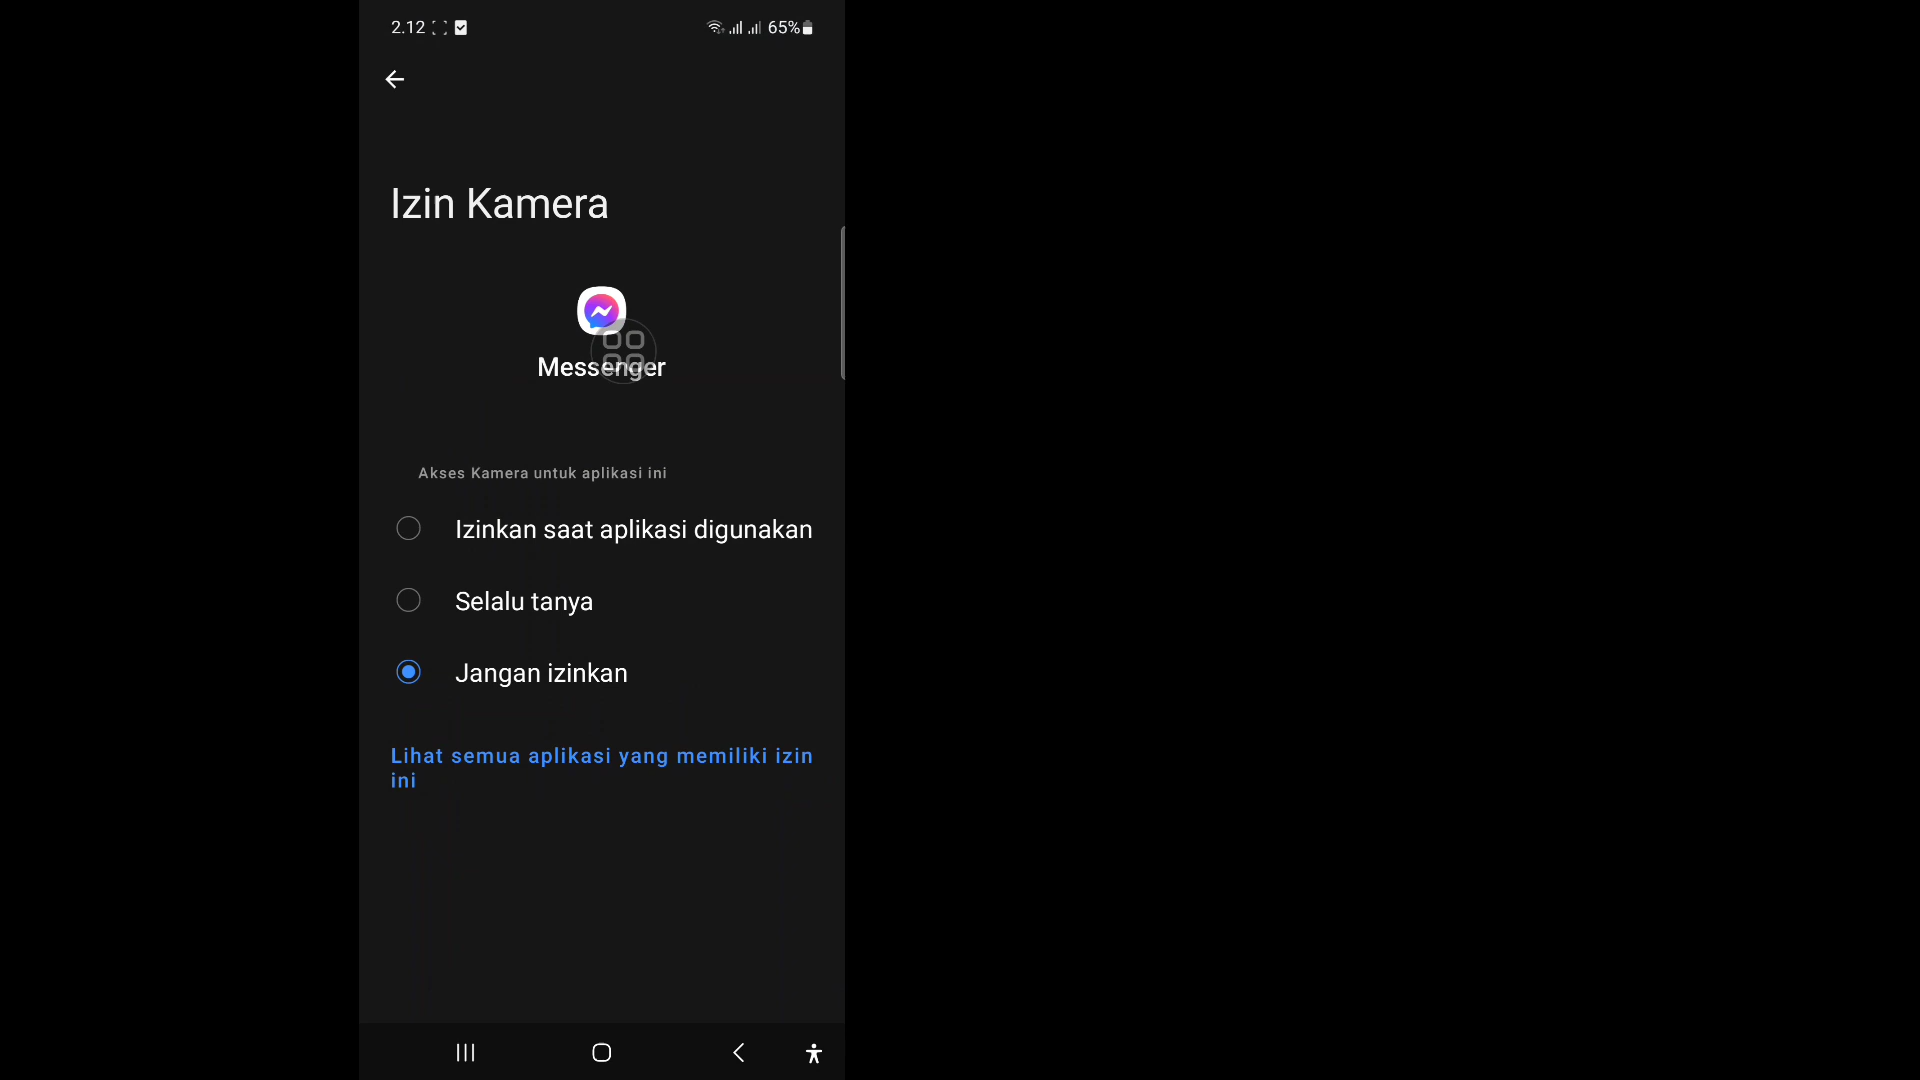 2.12 65%
Izin Kamera
Messenger
Akses Kamera untuk aplikasi ini
Izinkan saat aplikasi digunakan
Selalu tanya
Jangan izinkan
Lihat semua aplikasi yang memiliki izin
ini